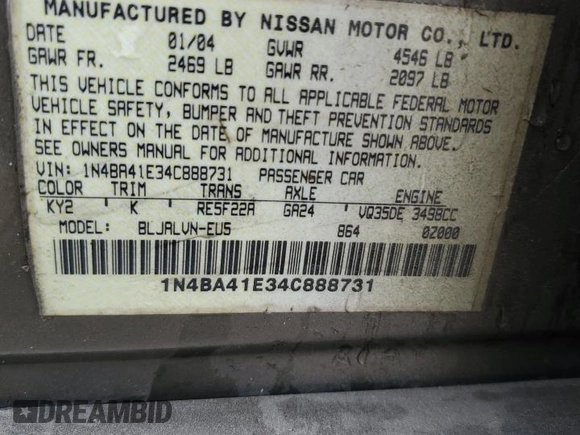 MANUFACTURED BY NISSAN MOTOR CO., LTD.
DATE 01/04 GVWR 4546 LB
GAWR FR. 2469 LB GAWR RR. 2097 LB
THIS VEHICLE CONFORMS TO ALL APPLICABLE FEDERAL MOTOR
VEHICLE SAFETY, BUMPER AND THEFT PREVENTION STANDARDS
IN EFFECT ON THE DATE OF MANUFACTURE SHOWN ABOVE.
SEE OWNERS MANUAL FOR ADDITIONAL INFORMATION.
VIN: 1N4BA41E34C888731 PASSENGER CAR
COLOR TRIM TRANS AXLE ENGINE
KY2 K RE5F22A GA24 VQ35DE 3498CC
MODEL: BLJALVN-EU5 864 0Z000
1N4BA41E34C888731
DREAMBID